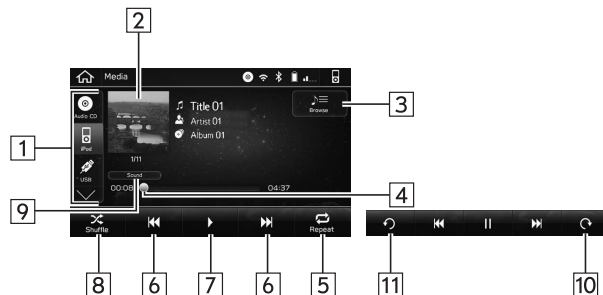 2
Media
Audio CD
iPod
USB
Title 01
Artist 01
Album 01
Browse
3
1
1/11
Sound
00:08
04:37
4
9
Shuffle
Repeat
8
6
7
6
5
11
10